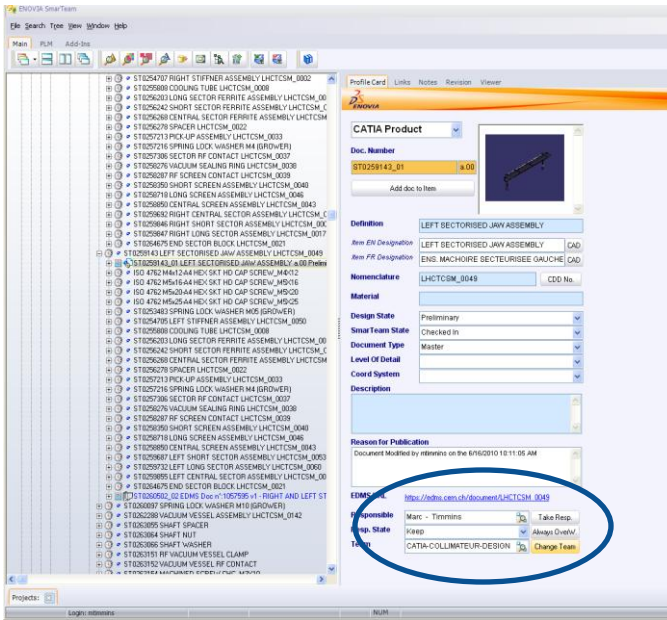 ENOVIA SmarTeam
File Search Tree View Window Help
Main PLM Add-Ins
ST0254707 RIGHT STIFFNER ASSEMBLY LHCTCSM_0002
ST0255808 COOLING TUBE LHCTCSM_0008
ST0256203 LONG SECTOR FERRITE ASSEMBLY LHCTCSM_00
ST0256242 SHORT SECTOR FERRITE ASSEMBLY LHCTCSM_C
ST0256268 CENTRAL SECTOR FERRITE ASSEMBLY LHCTCSM
ST0256278 SPACER LHCTCSM_0022
ST0257213 PICK-UP ASSEMBLY LHCTCSM_0033
ST0257216 SPRING LOCK WASHER M4 (GROWER)
ST0257306 SECTOR RF CONTACT LHCTCSM_0037
ST0258276 VACUUM SEALING RING LHCTCSM_0038
ST0258287 RF SCREEN CONTACT LHCTCSM_0039
ST0258350 SHORT SCREEN ASSEMBLY LHCTCSM_0040
ST0258718 LONG SCREEN ASSEMBLY LHCTCSM_0046
ST0258850 CENTRAL SCREEN ASSEMBLY LHCTCSM_0043
ST0259692 RIGHT CENTRAL SECTOR ASSEMBLY LHCTCSM_C
ST0259846 RIGHT SHORT SECTOR ASSEMBLY LHCTCSM_00C
ST0259847 RIGHT LONG SECTOR ASSEMBLY LHCTCSM_0017
ST0264675 END SECTOR BLOCK LHCTCSM_0021
ST0259143 LEFT SECTORISED JAW ASSEMBLY LHCTCSM_0049
ST0259143_01 LEFT SECTORISED JAW ASSEMBLY a.00 Prelimi
ISO 4762 M4x12-A4 HEX SKT HD CAP SCREW_M4X12
ISO 4762 M5x16-A4 HEX SKT HD CAP SCREW_M5X16
ISO 4762 M5x20-A4 HEX SKT HD CAP SCREW_M5X20
ISO 4762 M5x25-A4 HEX SKT HD CAP SCREW_M5X25
ST0253483 SPRING LOCK WASHER M05 (GROWER)
ST0254705 LEFT STIFFNER ASSEMBLY LHCTCSM_0050
ST0255808 COOLING TUBE LHCTCSM_0008
ST0256203 LONG SECTOR FERRITE ASSEMBLY LHCTCSM_00
ST0256242 SHORT SECTOR FERRITE ASSEMBLY LHCTCSM_C
ST0256268 CENTRAL SECTOR FERRITE ASSEMBLY LHCTCSM
ST0256278 SPACER LHCTCSM_0022
ST0257213 PICK-UP ASSEMBLY LHCTCSM_0033
ST0257216 SPRING LOCK WASHER M4 (GROWER)
ST0257306 SECTOR RF CONTACT LHCTCSM_0037
ST0258276 VACUUM SEALING RING LHCTCSM_0038
ST0258287 RF SCREEN CONTACT LHCTCSM_0039
ST0258350 SHORT SCREEN ASSEMBLY LHCTCSM_0040
ST0258718 LONG SCREEN ASSEMBLY LHCTCSM_0046
ST0258850 CENTRAL SCREEN ASSEMBLY LHCTCSM_0043
ST0259687 LEFT SHORT SECTOR ASSEMBLY LHCTCSM_0053
ST0259732 LEFT LONG SECTOR ASSEMBLY LHCTCSM_0060
ST0259855 LEFT CENTRAL SECTOR ASSEMBLY LHCTCSM_00
ST0264675 END SECTOR BLOCK LHCTCSM_0021
ST0260502_02 EDMS Doc n°:1057595 v1 - RIGHT AND LEFT ST
ST0260097 SPRING LOCK WASHER M10 (GROWER)
ST0262288 VACUUM VESSEL ASSEMBLY LHCTCSM_0142
ST0263055 SHAFT SPACER
ST0263064 SHAFT NUT
ST0263066 SHAFT WASHER
ST0263151 RF VACUUM VESSEL CLAMP
ST0263152 VACUUM VESSEL RF CONTACT
Profile Card Links Notes Revision Viewer
ENOVIA
CATIA Product
Doc. Number
ST0259143_01 a.00
Add doc to Item
Definition LEFT SECTORISED JAW ASSEMBLY
Item EN Designation LEFT SECTORISED JAW ASSEMBLY CAD
Item FR Designation ENS. MACHOIRE SECTEURISEE GAUCHE CAD
Nomenclature LHCTCSM_0049 CDD No.
Material
Design State Preliminary
SmarTeam State Checked In
Document Type Master
Level Of Detail
Coord System
Description
Reason for Publication
Document Modified by mtimmins on the 6/16/2010 10:11:05 AM
EDMS https://edms.cern.ch/document/LHCTCSM_0049
Responsible Marc - Timmins Take Resp.
Resp. State Keep Always OverW.
CATIA-COLLIMATEUR-DESIGN Change Team
Projects:
Login: mtimmins NUM